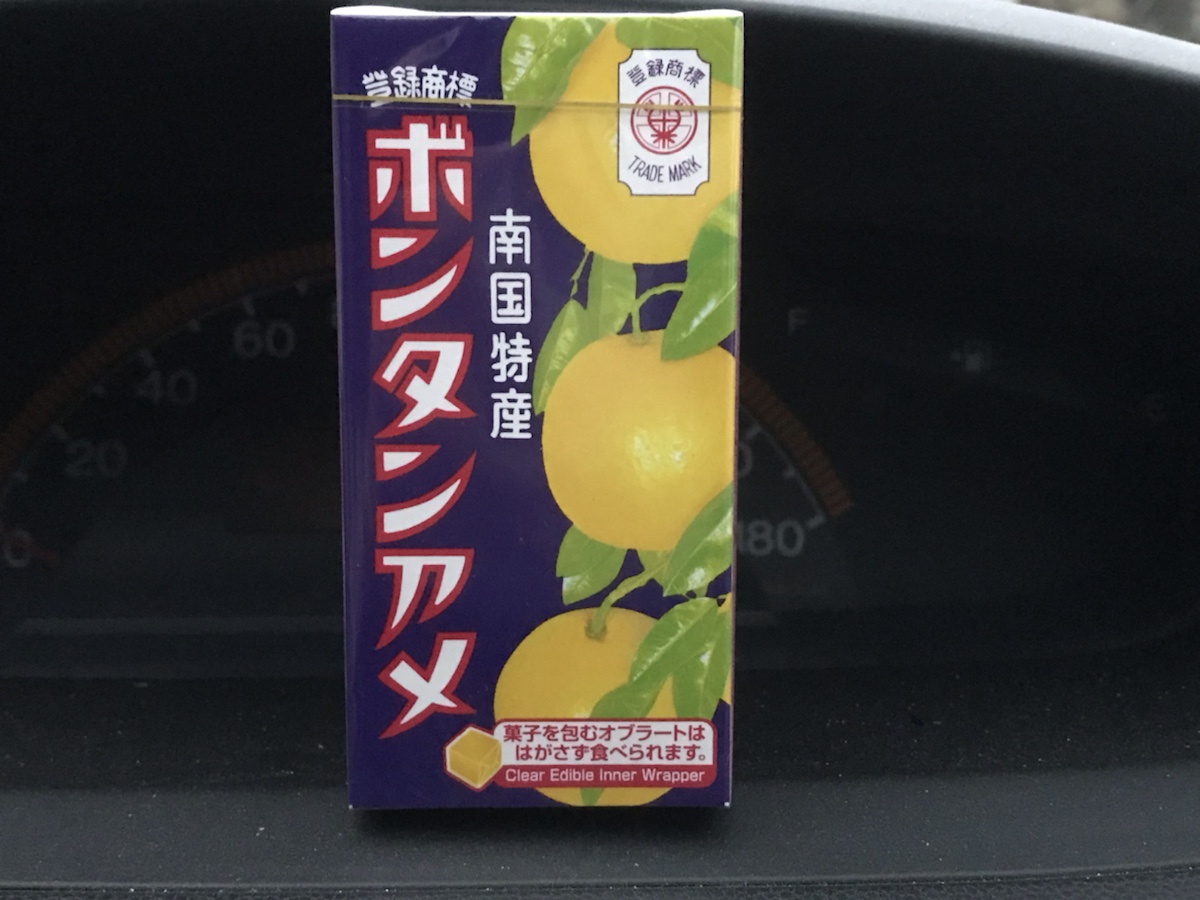 登録商標
ボンタンアメ
南国特産
登録商標
TRADE MARK
菓子を包むオブラートは
はがさず食べられます。
Clear Edible Inner Wrapper
0
20
40
60
180
F
E